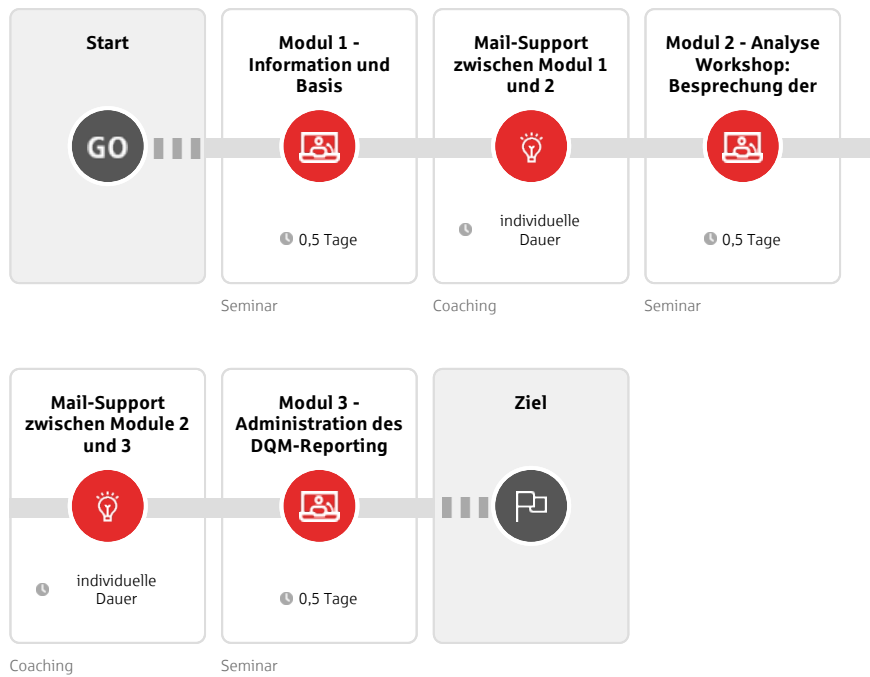 Start
Modul 1 -
Information und
Basis
Mail-Support
zwischen Modul 1
und 2
Modul 2 - Analyse
Workshop:
Besprechung der
GO
0,5 Tage
individuelle
Dauer
0,5 Tage
Seminar
Coaching
Seminar
Mail-Support
zwischen Module 2
und 3
Modul 3 -
Administration des
DQM-Reporting
Ziel
individuelle
Dauer
0,5 Tage
Coaching
Seminar